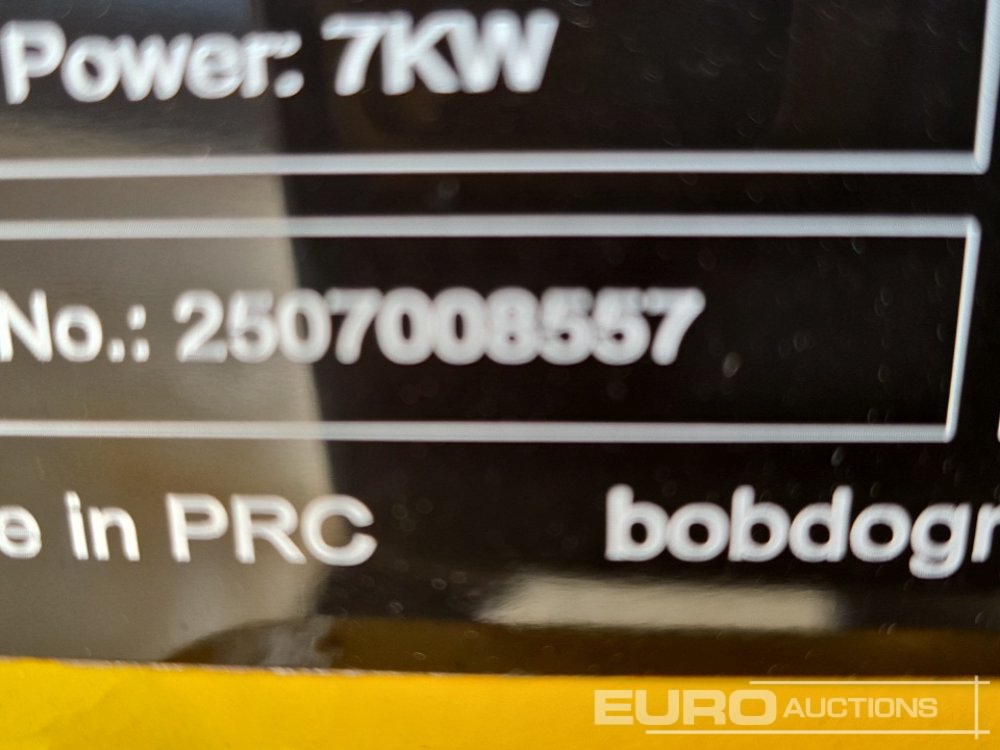 Power: 7KW
No.: 2507008557
e in PRC
bobdogr
EURO AUCTIONS